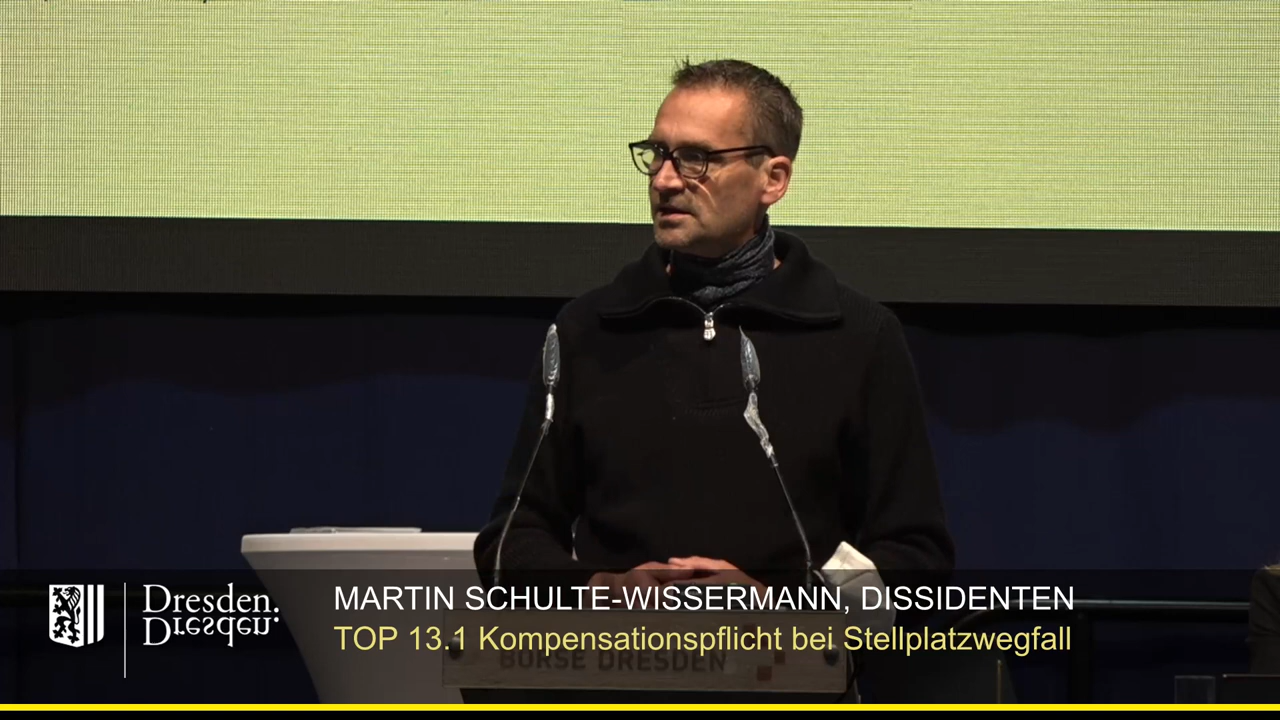 Dresden.
Dresden.
MARTIN SCHULTE-WISSERMANN, DISSIDENTEN
TOP 13.1 Kompensationspflicht bei Stellplatzwegfall
BÖRSE DRESDEN